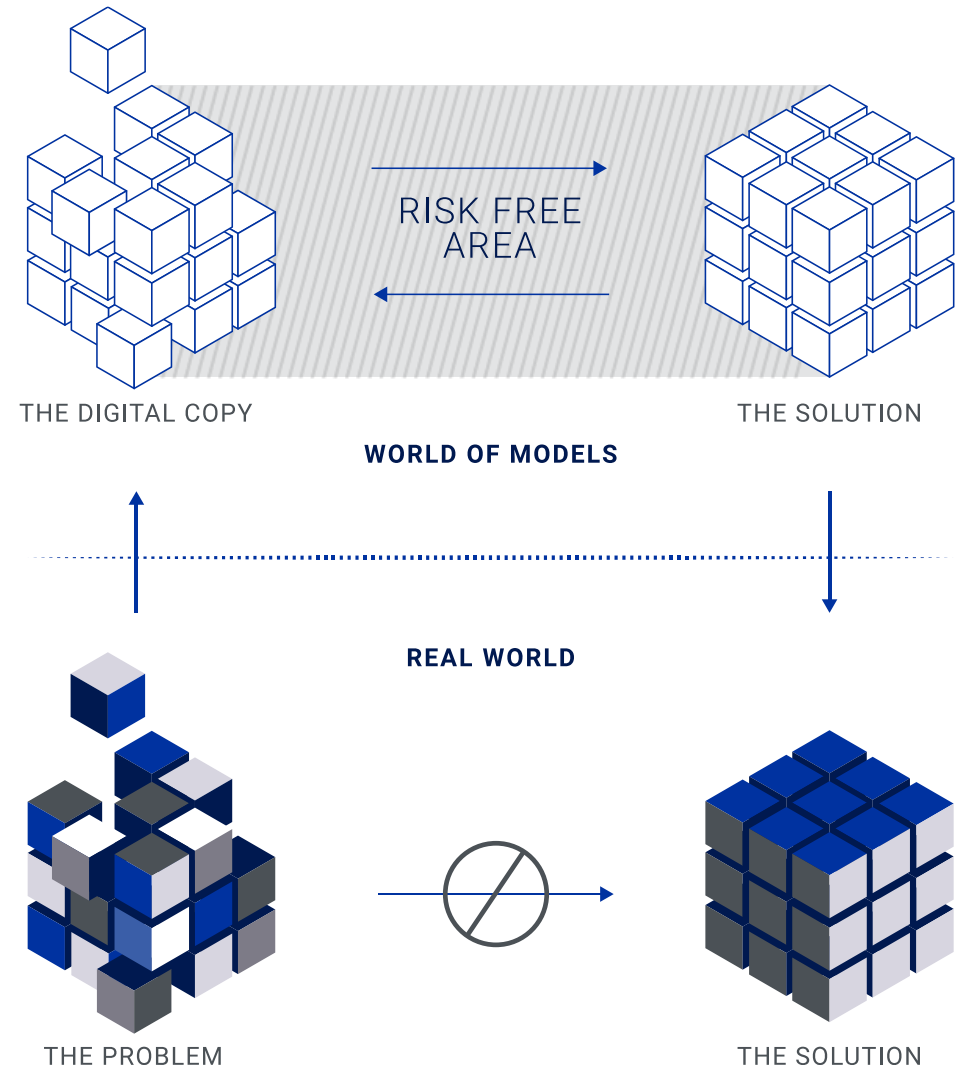 RISK FREE
AREA
THE DIGITAL COPY
THE SOLUTION
WORLD OF MODELS
REAL WORLD
THE PROBLEM
THE SOLUTION